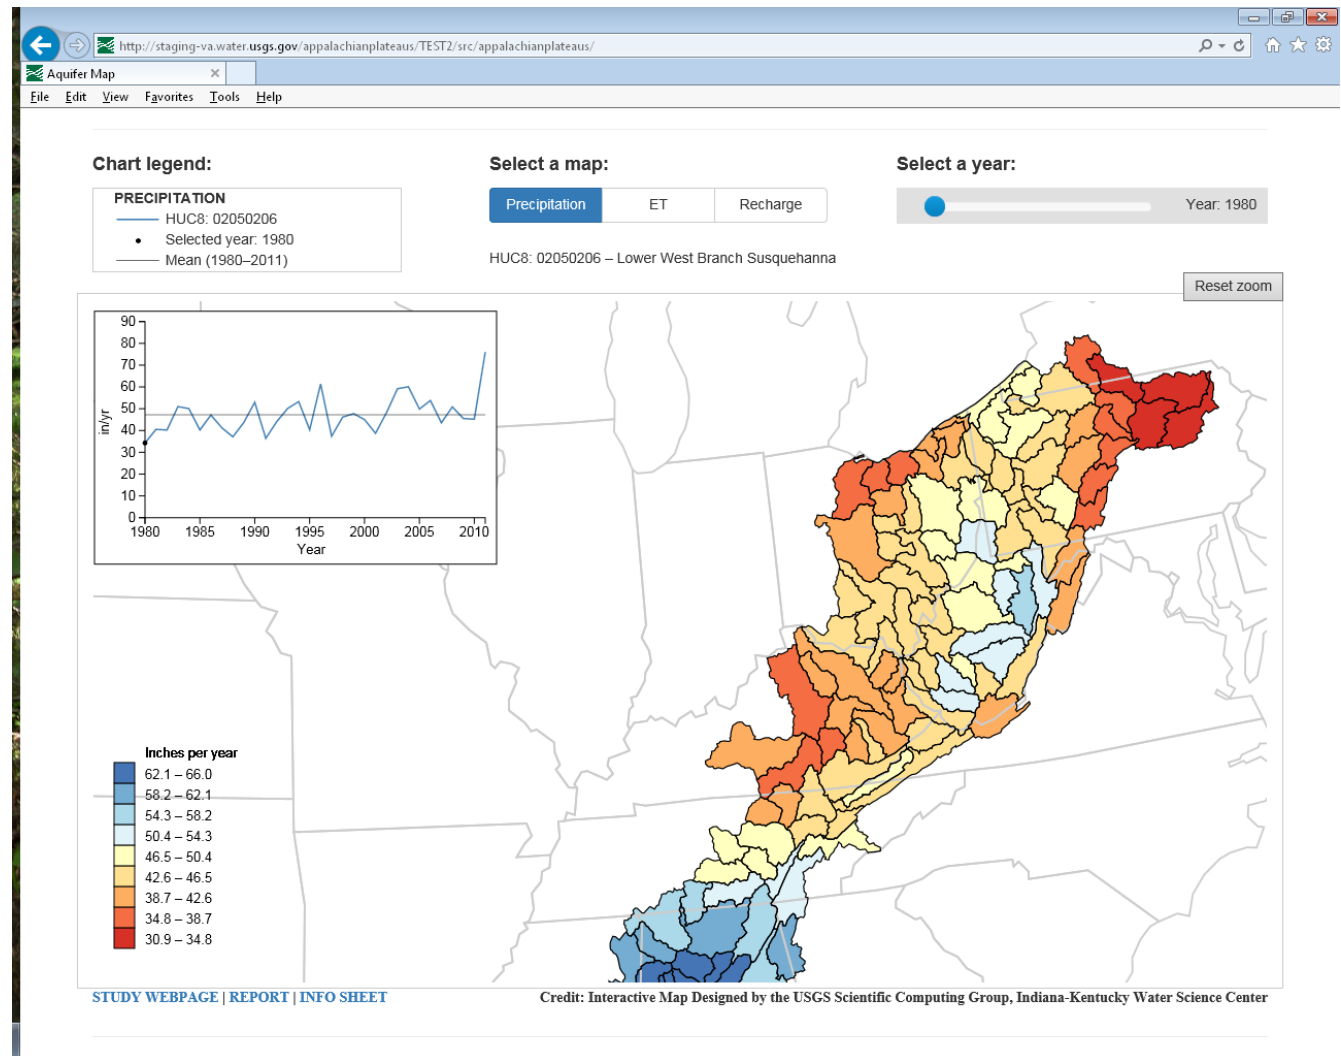 http://staging-va.water.usgs.gov/appalachianplateaus/TEST2/src/appalachianplateaus/
Aquifer Map
File Edit View Favorites Tools Help
Chart legend:
Select a map:
Select a year:
PRECIPITATION
HUC8: 02050206
Selected year: 1980
Mean (1980–2011)
Precipitation ET Recharge
Year: 1980
HUC8: 02050206 – Lower West Branch Susquehanna
Reset zoom
90
80
70
60
50
40
30
20
10
0
in/yr
1980 1985 1990 1995 2000 2005 2010
Year
Inches per year
62.1 – 66.0
58.2 – 62.1
54.3 – 58.2
50.4 – 54.3
46.5 – 50.4
42.6 – 46.5
38.7 – 42.6
34.8 – 38.7
30.9 – 34.8
STUDY WEBPAGE | REPORT | INFO SHEET
Credit: Interactive Map Designed by the USGS Scientific Computing Group, Indiana-Kentucky Water Science Center